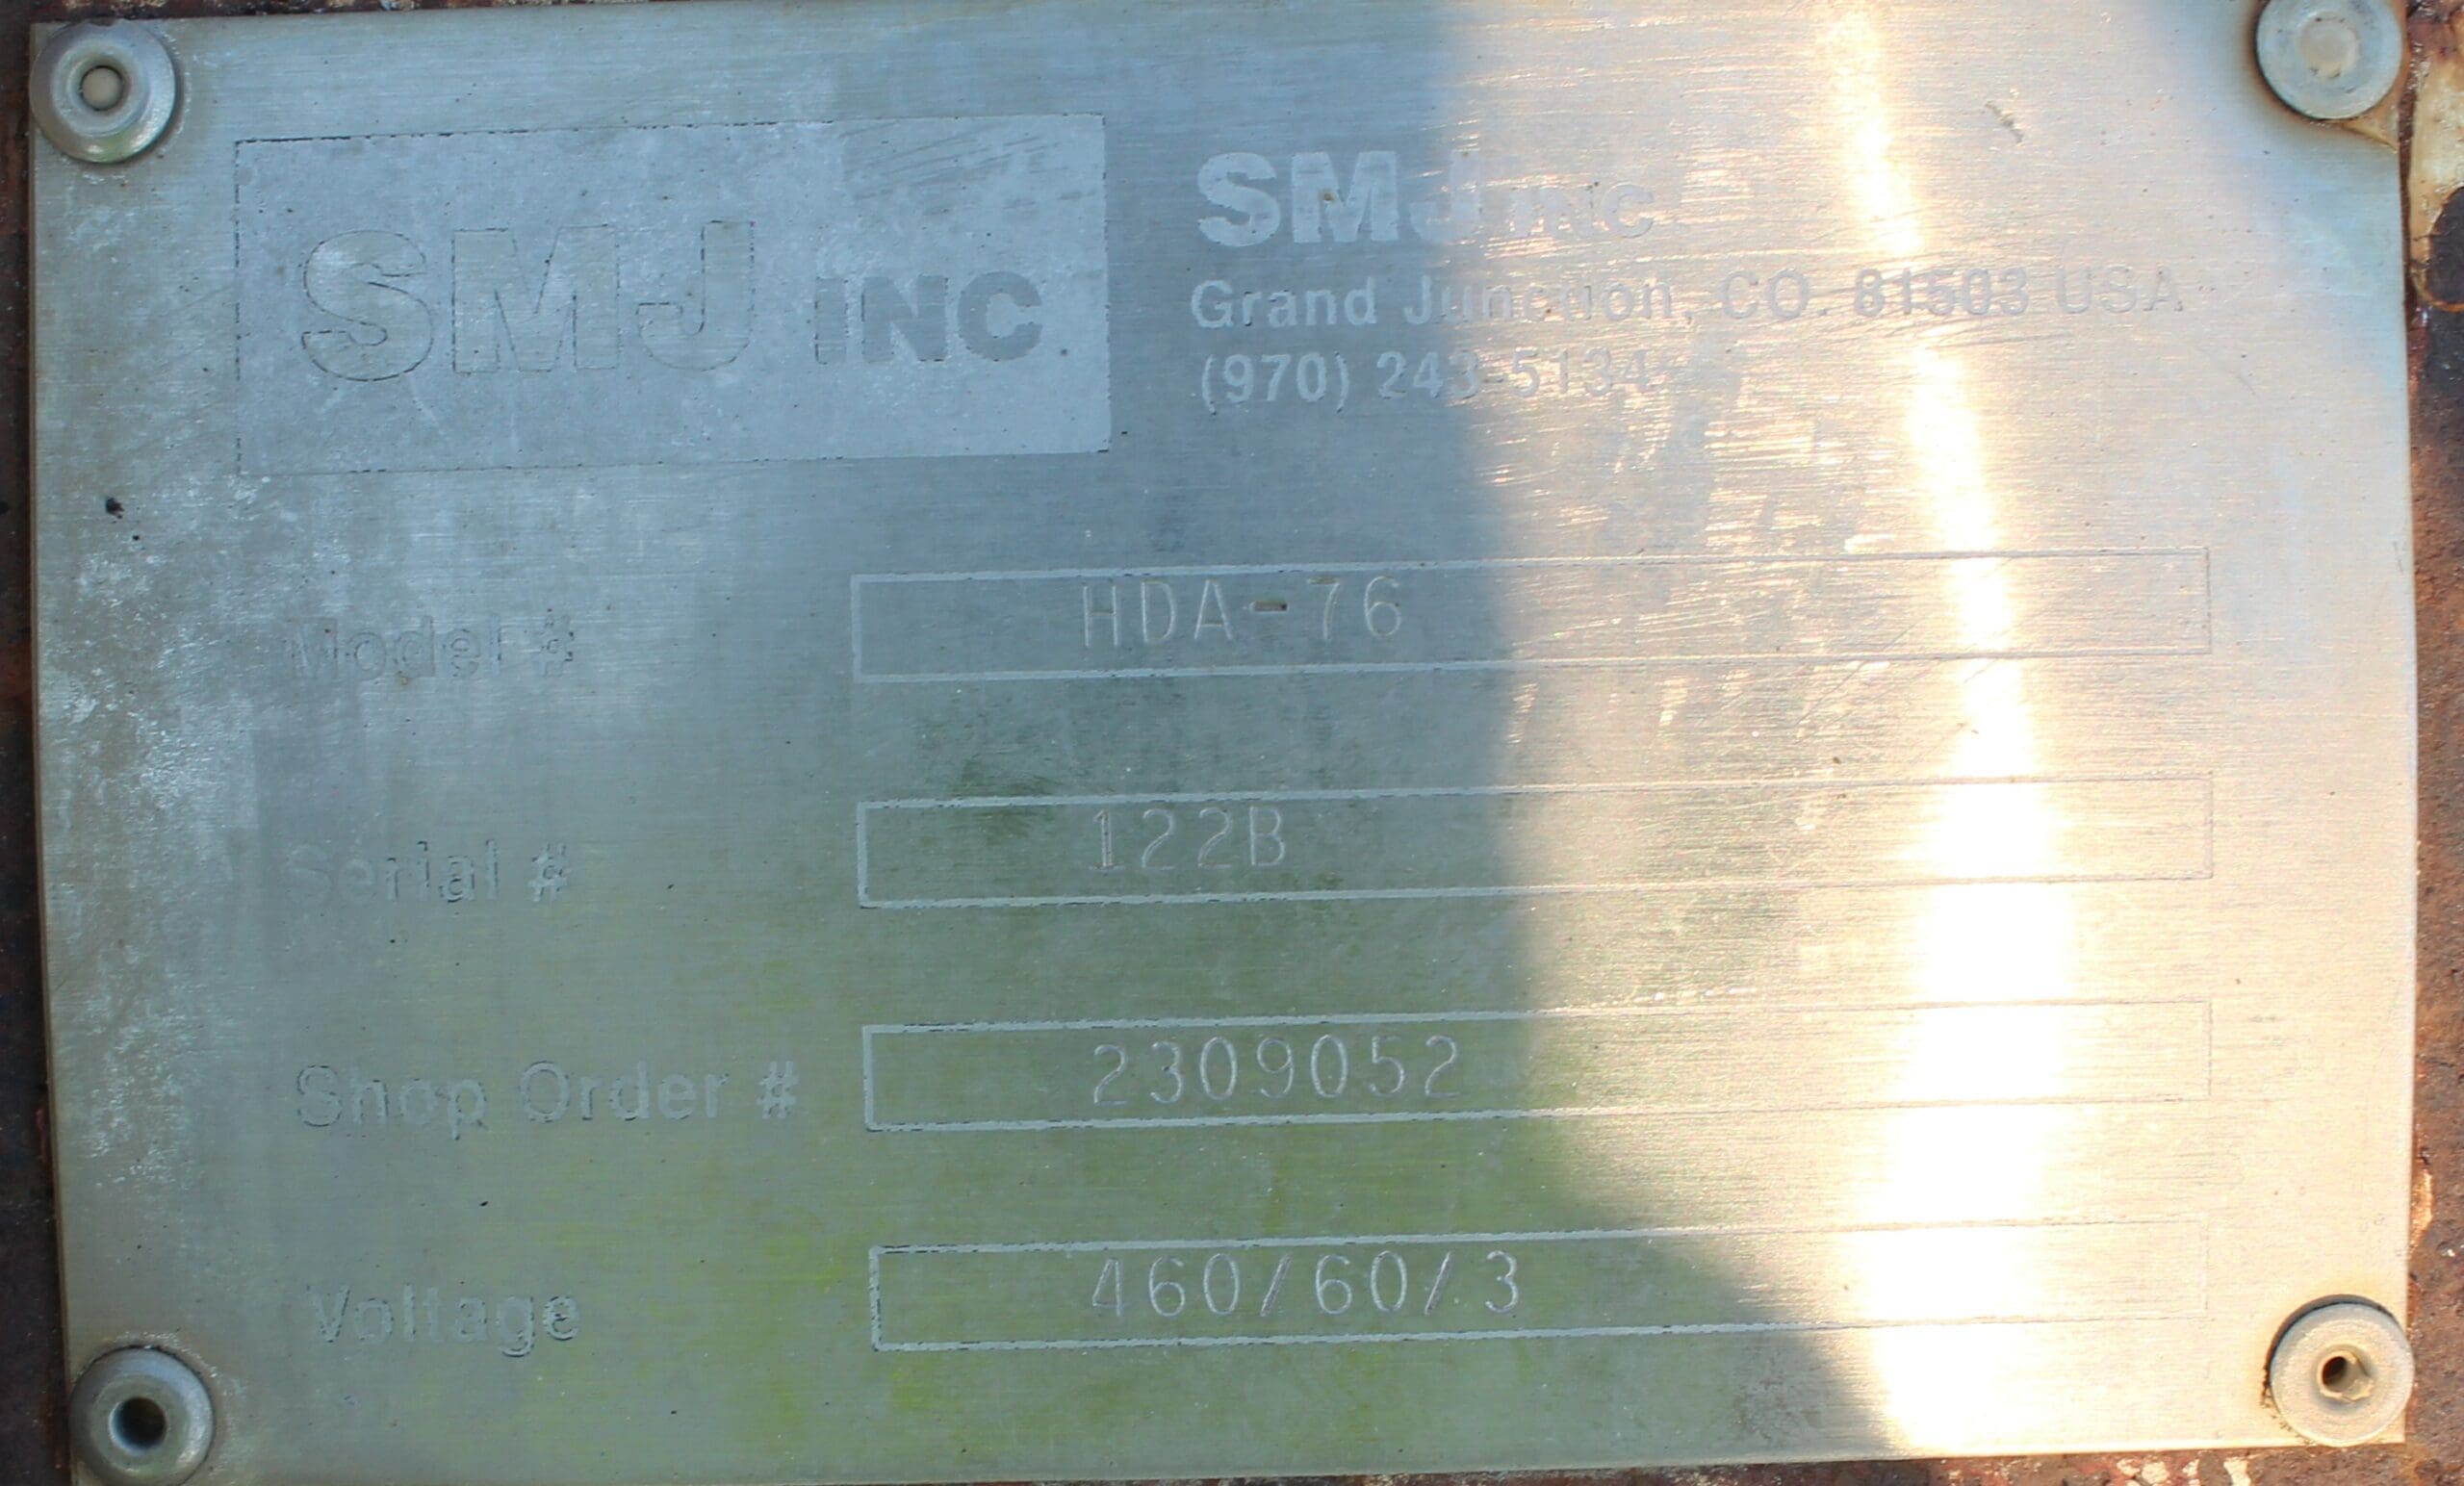 SMJ INC
SMJ INC
Grand Junction, CO. 81503 USA
(970) 243-5134
Model # HDA-76
Serial # 122B
Shop Order # 2309052
Voltage 460/60/3